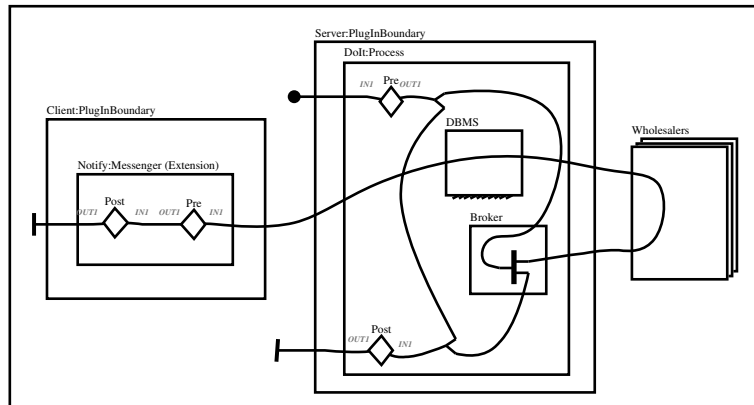 Server:PlugInBoundary
DoIt:Process
IN1 Pre OUT1
Client:PlugInBoundary
DBMS
Wholesalers
Notify:Messenger (Extension)
Post Pre
OUT1 IN1 OUT1 IN1
Broker
Post
OUT1 IN1